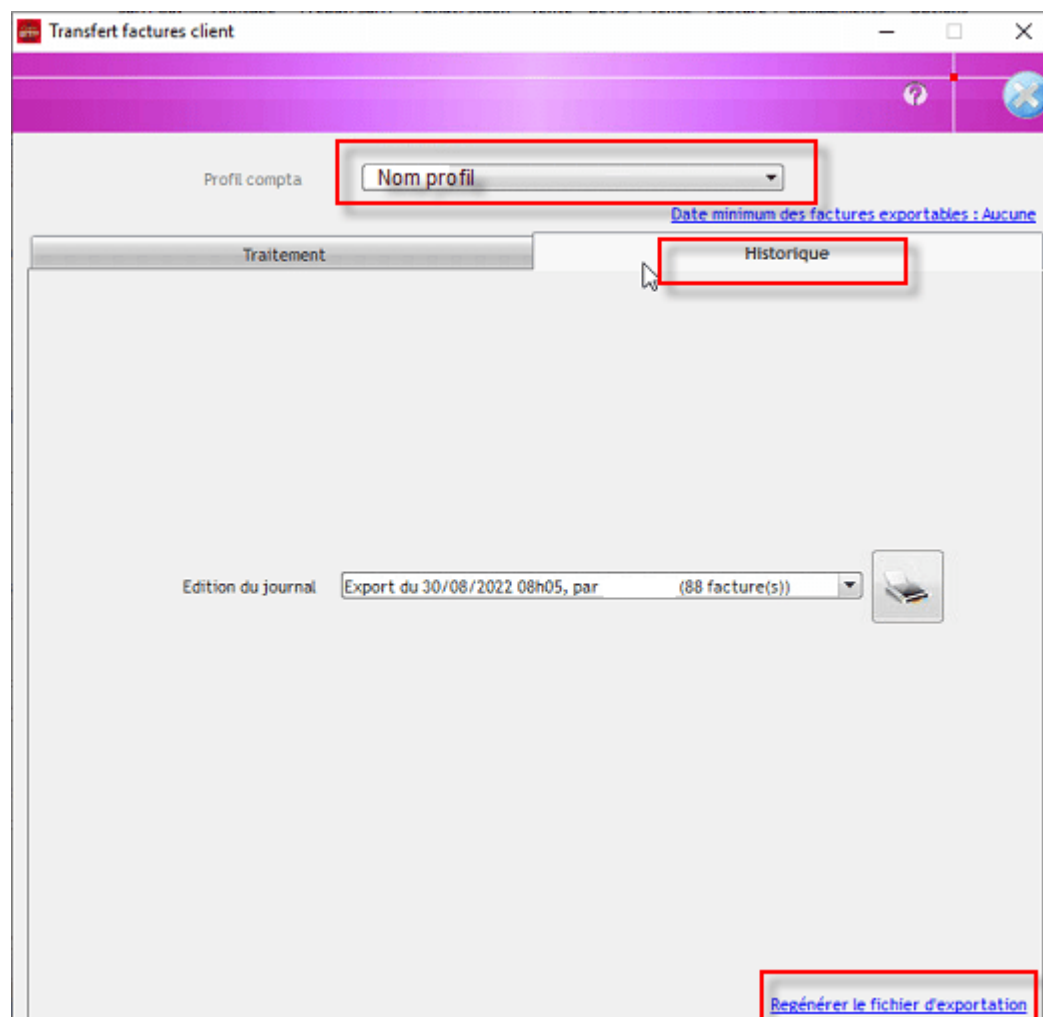 Transfert factures client
Profil compta Nom profil
Date minimum des factures exportables : Aucune
Traitement Historique
Edition du journal Export du 30/08/2022 08h05, par (88 facture(s))
Regénérer le fichier d'exportation